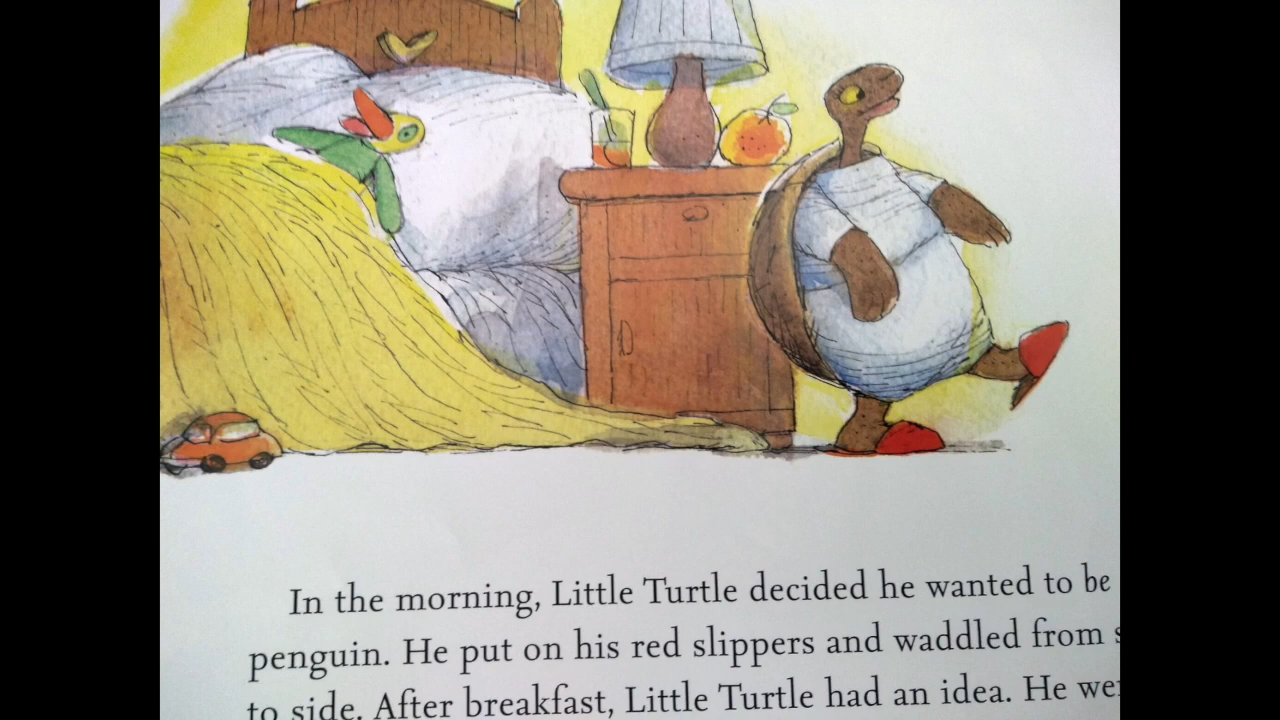 In the morning, Little Turtle decided he wanted to be
penguin. He put on his red slippers and waddled from
to side. After breakfast, Little Turtle had an idea. He